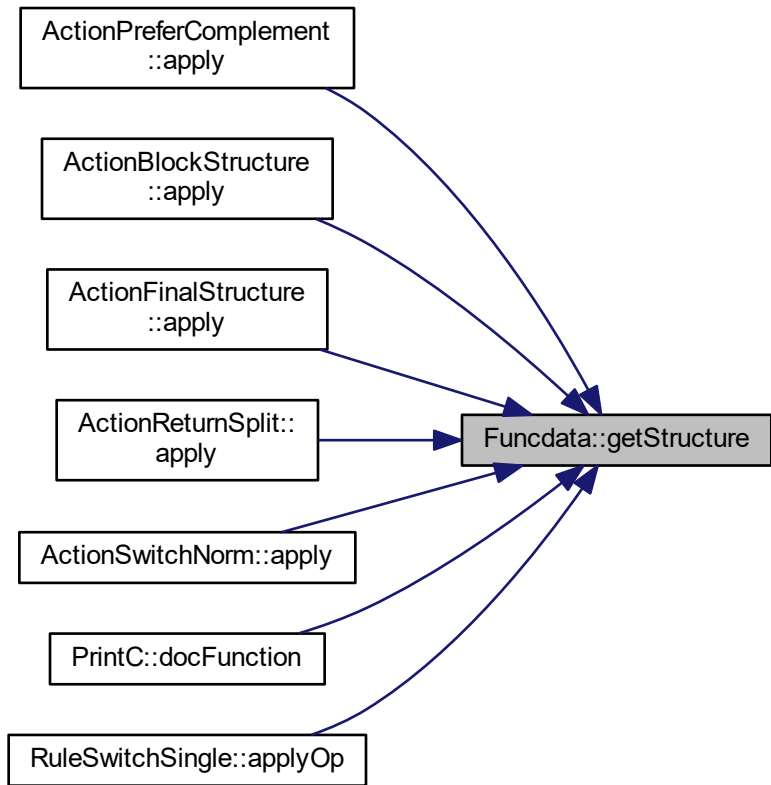 ActionPreferComplement
::apply
ActionBlockStructure
::apply
ActionFinalStructure
::apply
ActionReturnSplit::
apply
Funcdata::getStructure
ActionSwitchNorm::apply
PrintC::docFunction
RuleSwitchSingle::applyOp